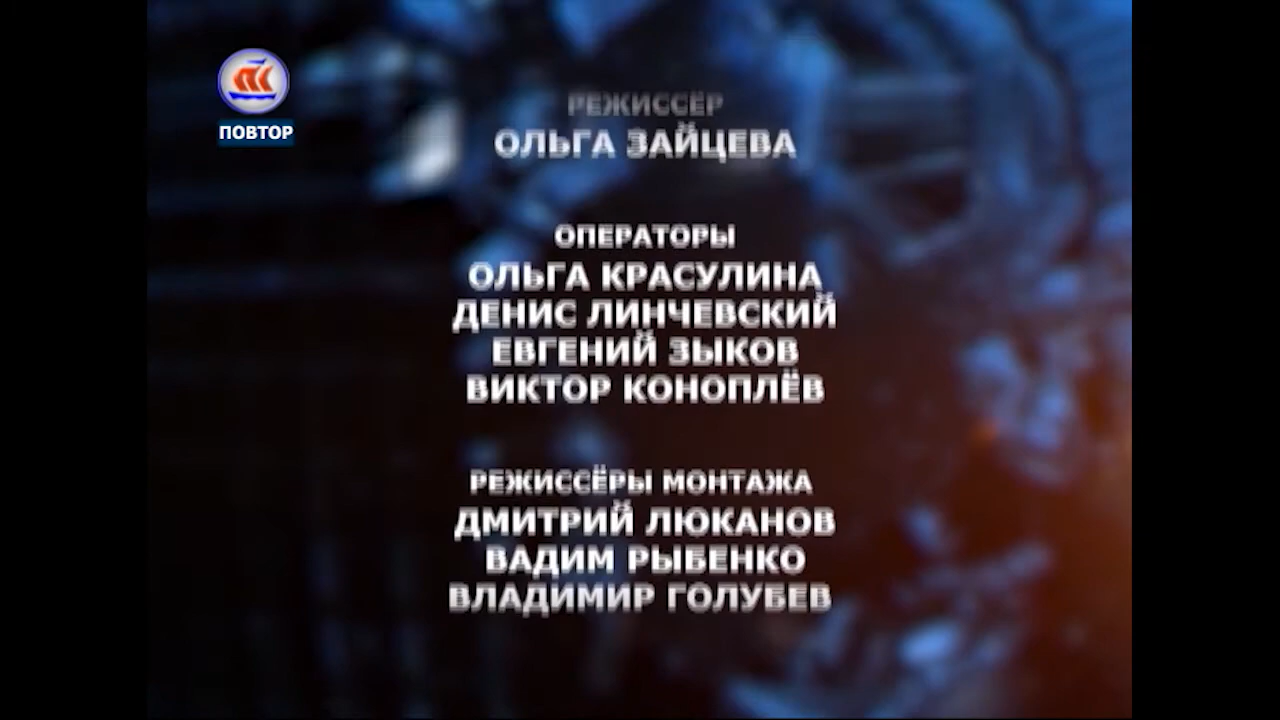 ПОВТОР
РЕЖИССЁР
ОЛЬГА ЗАЙЦЕВА
ОПЕРАТОРЫ
ОЛЬГА КРАСУЛИНА
ДЕНИС ЛИНЧЕВСКИЙ
ЕВГЕНИЙ ЗЫКОВ
ВИКТОР КОНОПЛЁВ
РЕЖИССЁРЫ МОНТАЖА
ДМИТРИЙ ЛЮКАНОВ
ВАДИМ РЫБЕНКО
ВЛАДИМИР ГОЛУБЕВ